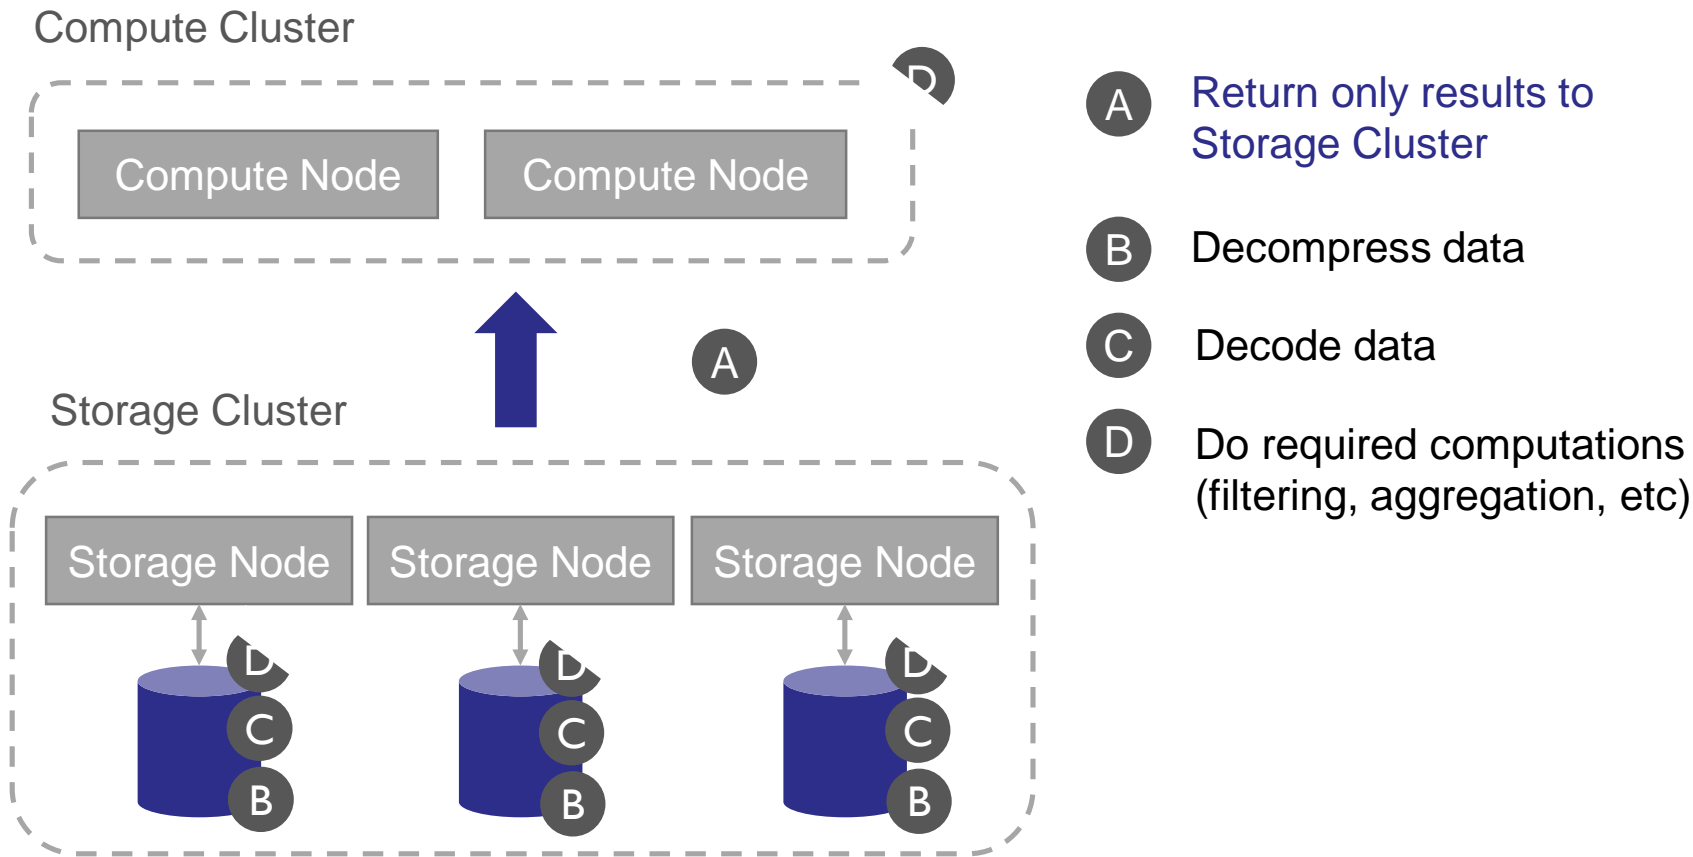 Compute Cluster
D
Compute Node
Compute Node
A
Storage Cluster
Storage Node
Storage Node
Storage Node
D
C
B
D
C
B
D
C
B
A
Return only results to
Storage Cluster
B
Decompress data
C
Decode data
D
Do required computations
(filtering, aggregation, etc)